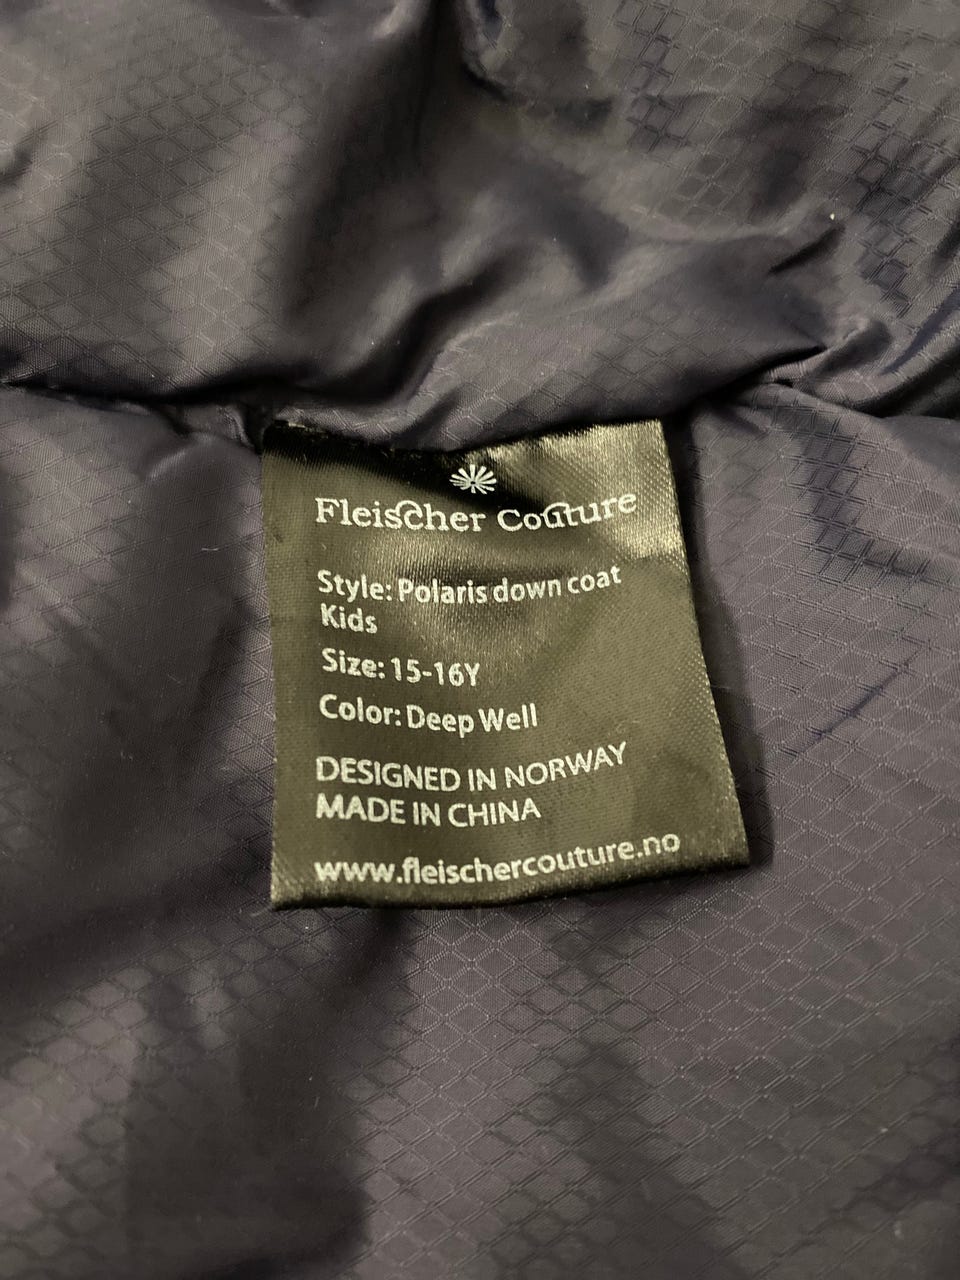 Fleischer Couture
Style: Polaris down coat
Kids
Size: 15-16Y
Color: Deep Well
DESIGNED IN NORWAY
MADE IN CHINA
www.fleischercouture.no